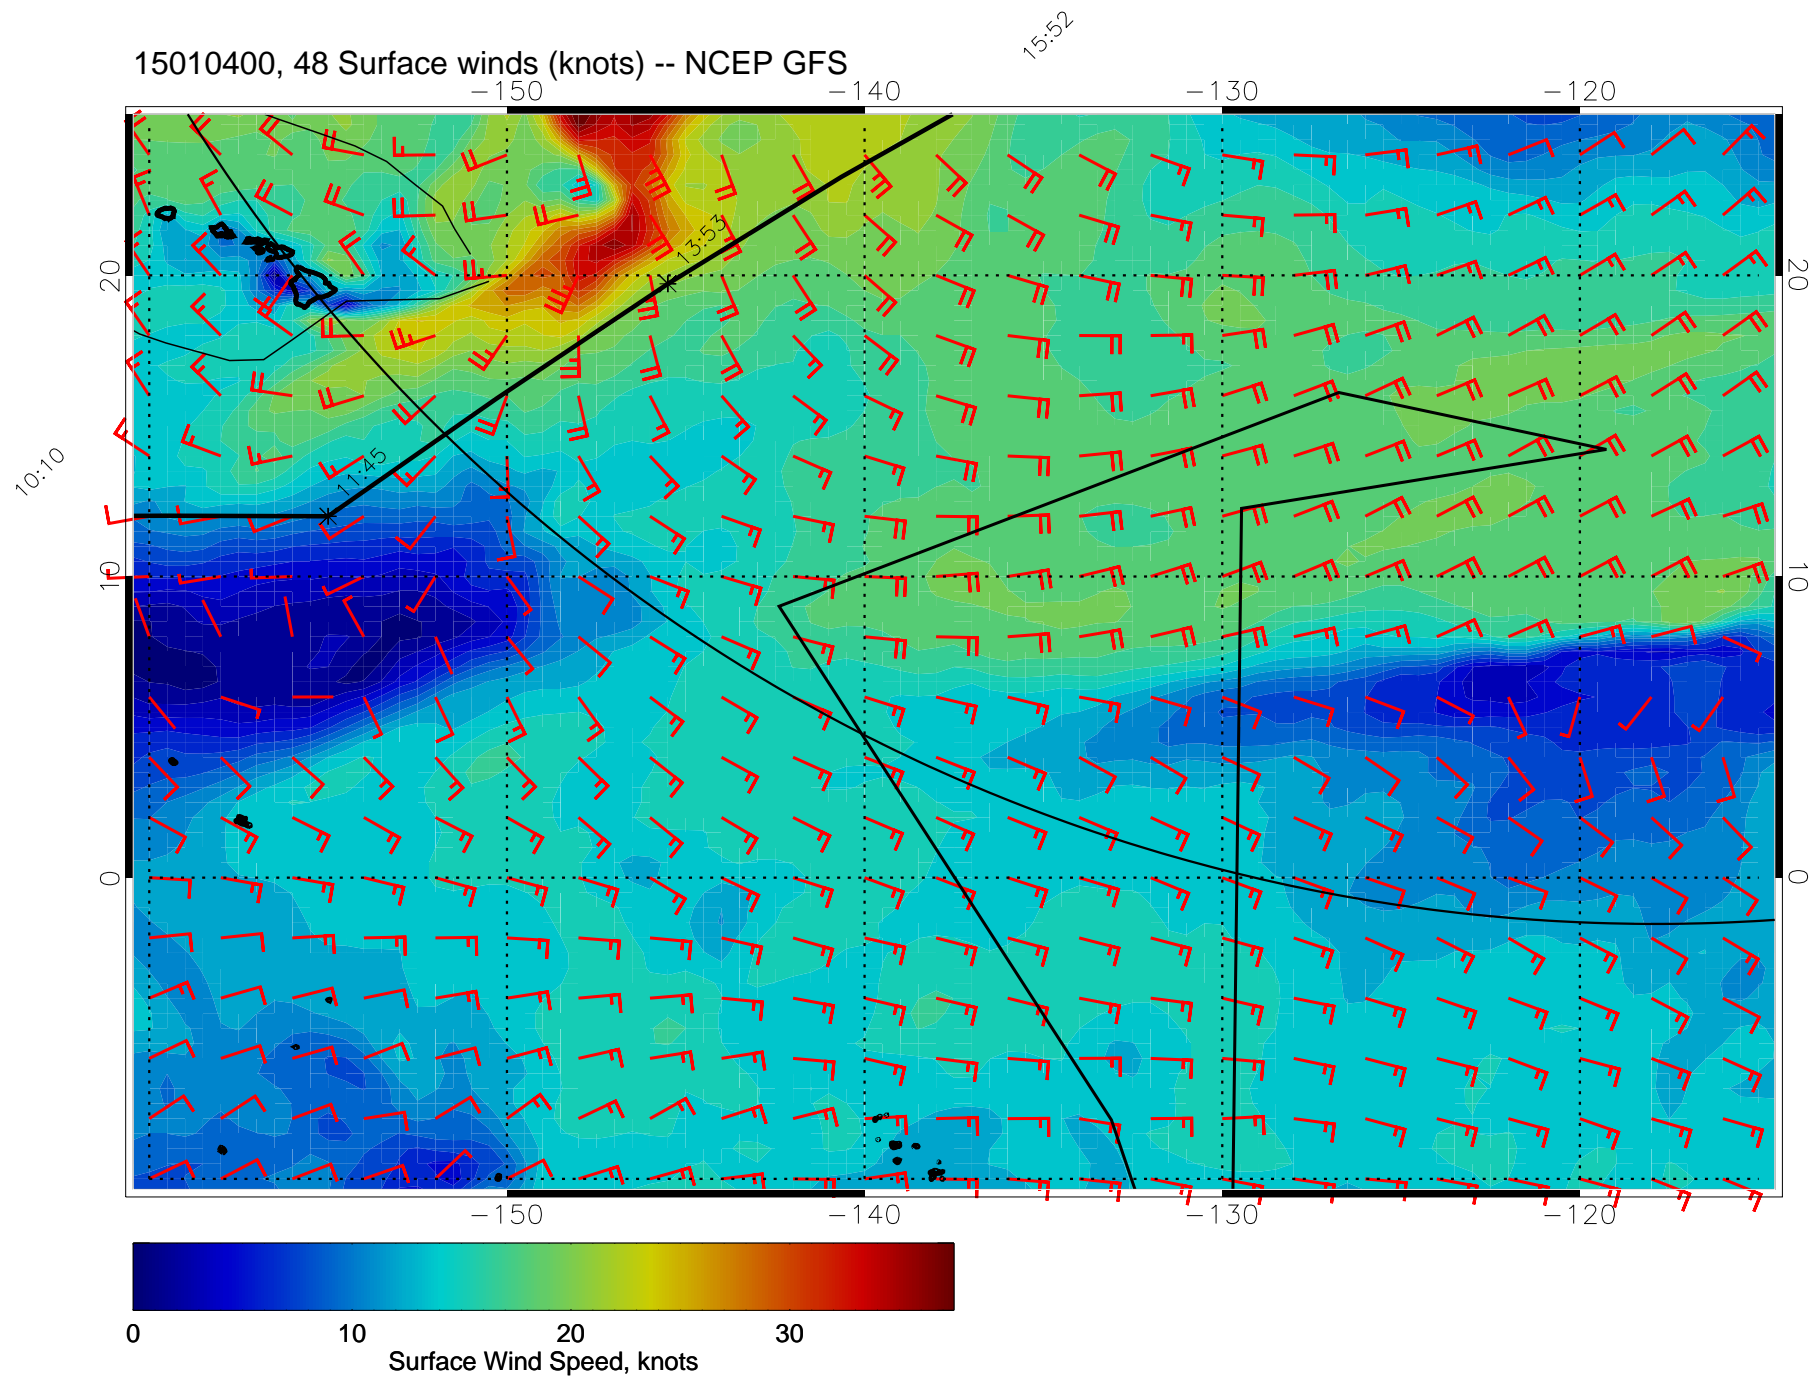 15:52
15010400, 48 Surface winds (knots) -- NCEP GFS
-150 -140 -130 -120
13:53
20 20
11:45
10:10
10 10
0 0
-150 -140 -130 -120
0 10 20 30
Surface Wind Speed, knots